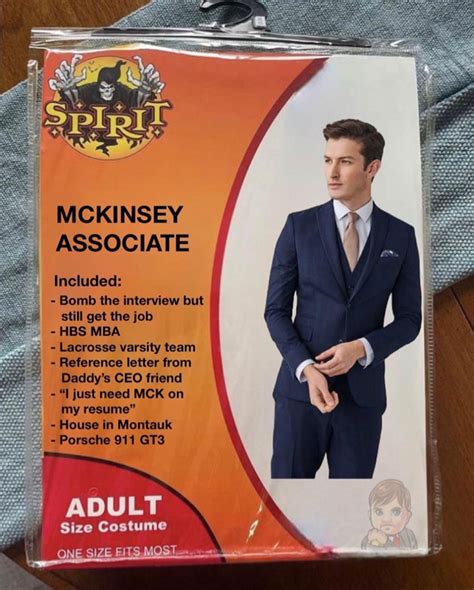 SPIRIT
MCKINSEY
ASSOCIATE
Included:
- Bomb the interview but
still get the job
- HBS MBA
- Lacrosse varsity team
- Reference letter from
Daddy's CEO friend
- "I just need MCK on
my resume"
- House in Montauk
- Porsche 911 GT3
ADULT
Size Costume
ONE SIZE FITS MOST